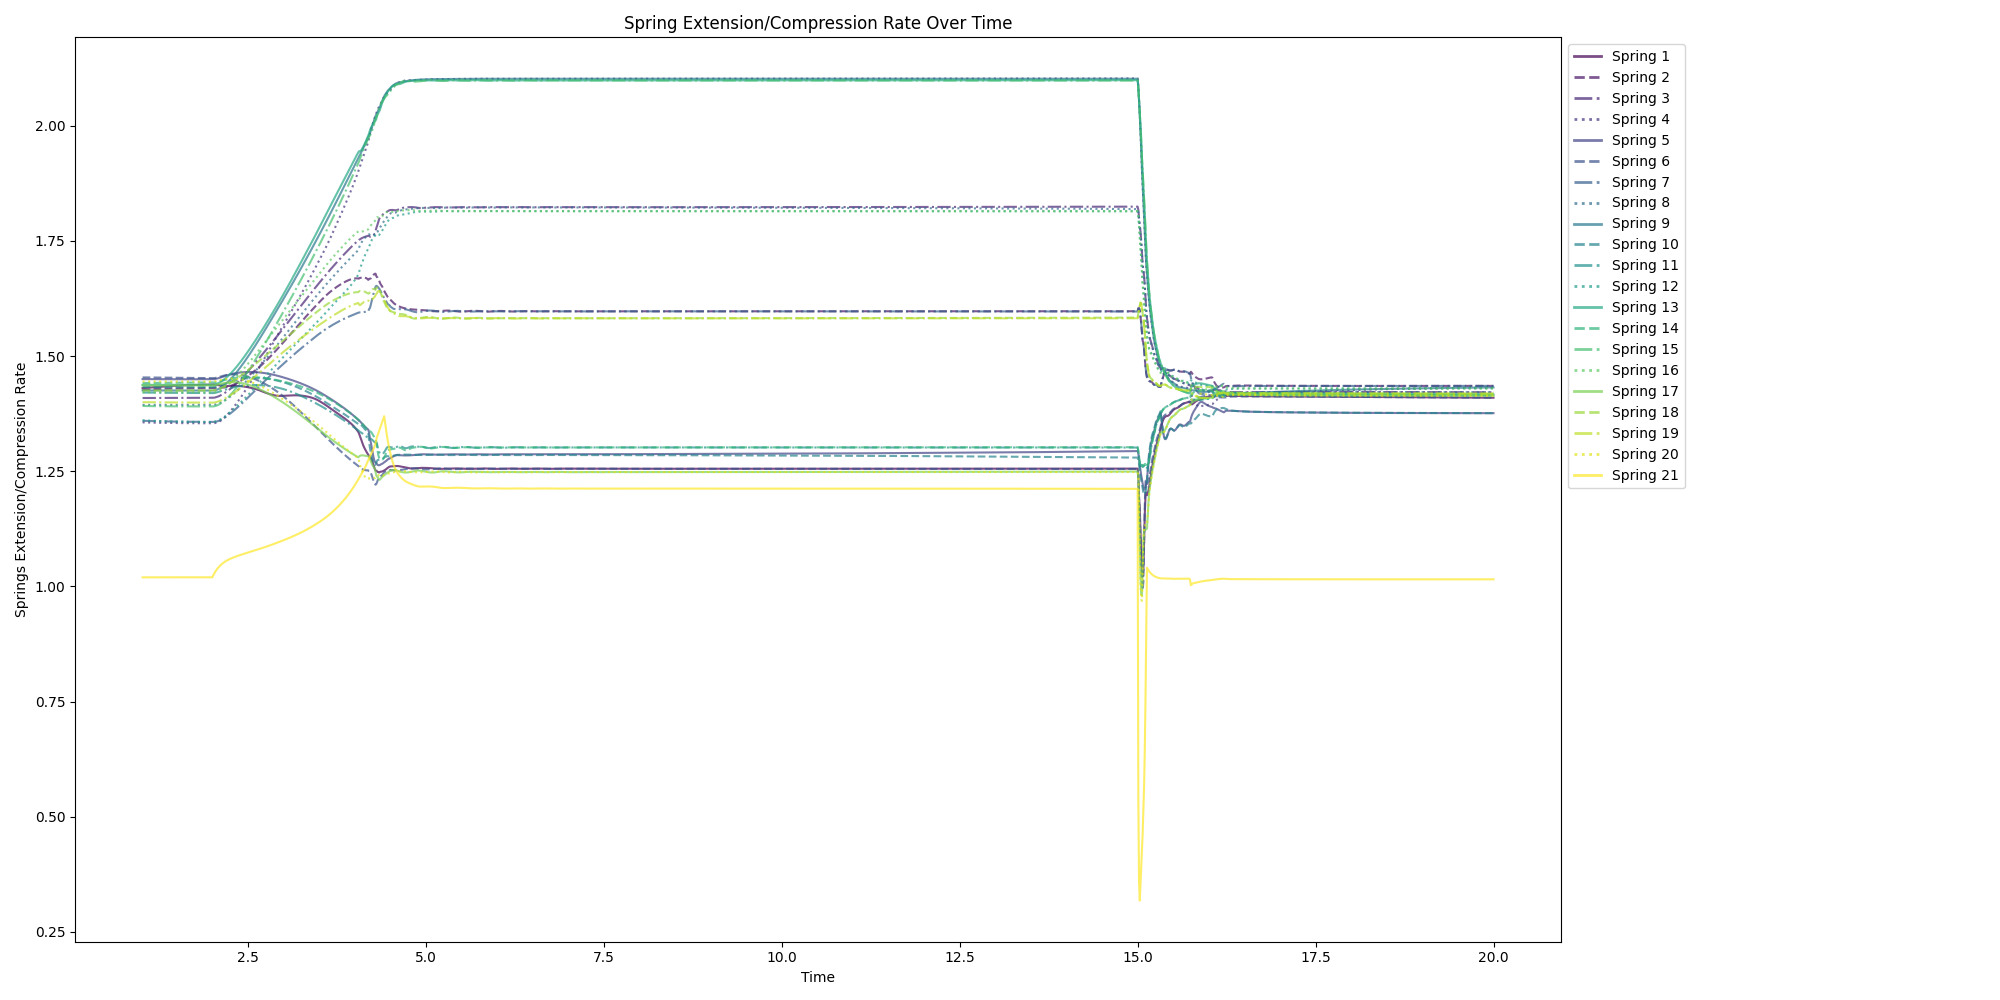 Spring Extension/Compression Rate Over Time
Springs Extension/Compression Rate
2.00
1.75
1.50
1.25
1.00
0.75
0.50
0.25
2.5
5.0
7.5
10.0
12.5
15.0
17.5
20.0
Time
Spring 1
Spring 2
Spring 3
Spring 4
Spring 5
Spring 6
Spring 7
Spring 8
Spring 9
Spring 10
Spring 11
Spring 12
Spring 13
Spring 14
Spring 15
Spring 16
Spring 17
Spring 18
Spring 19
Spring 20
Spring 21